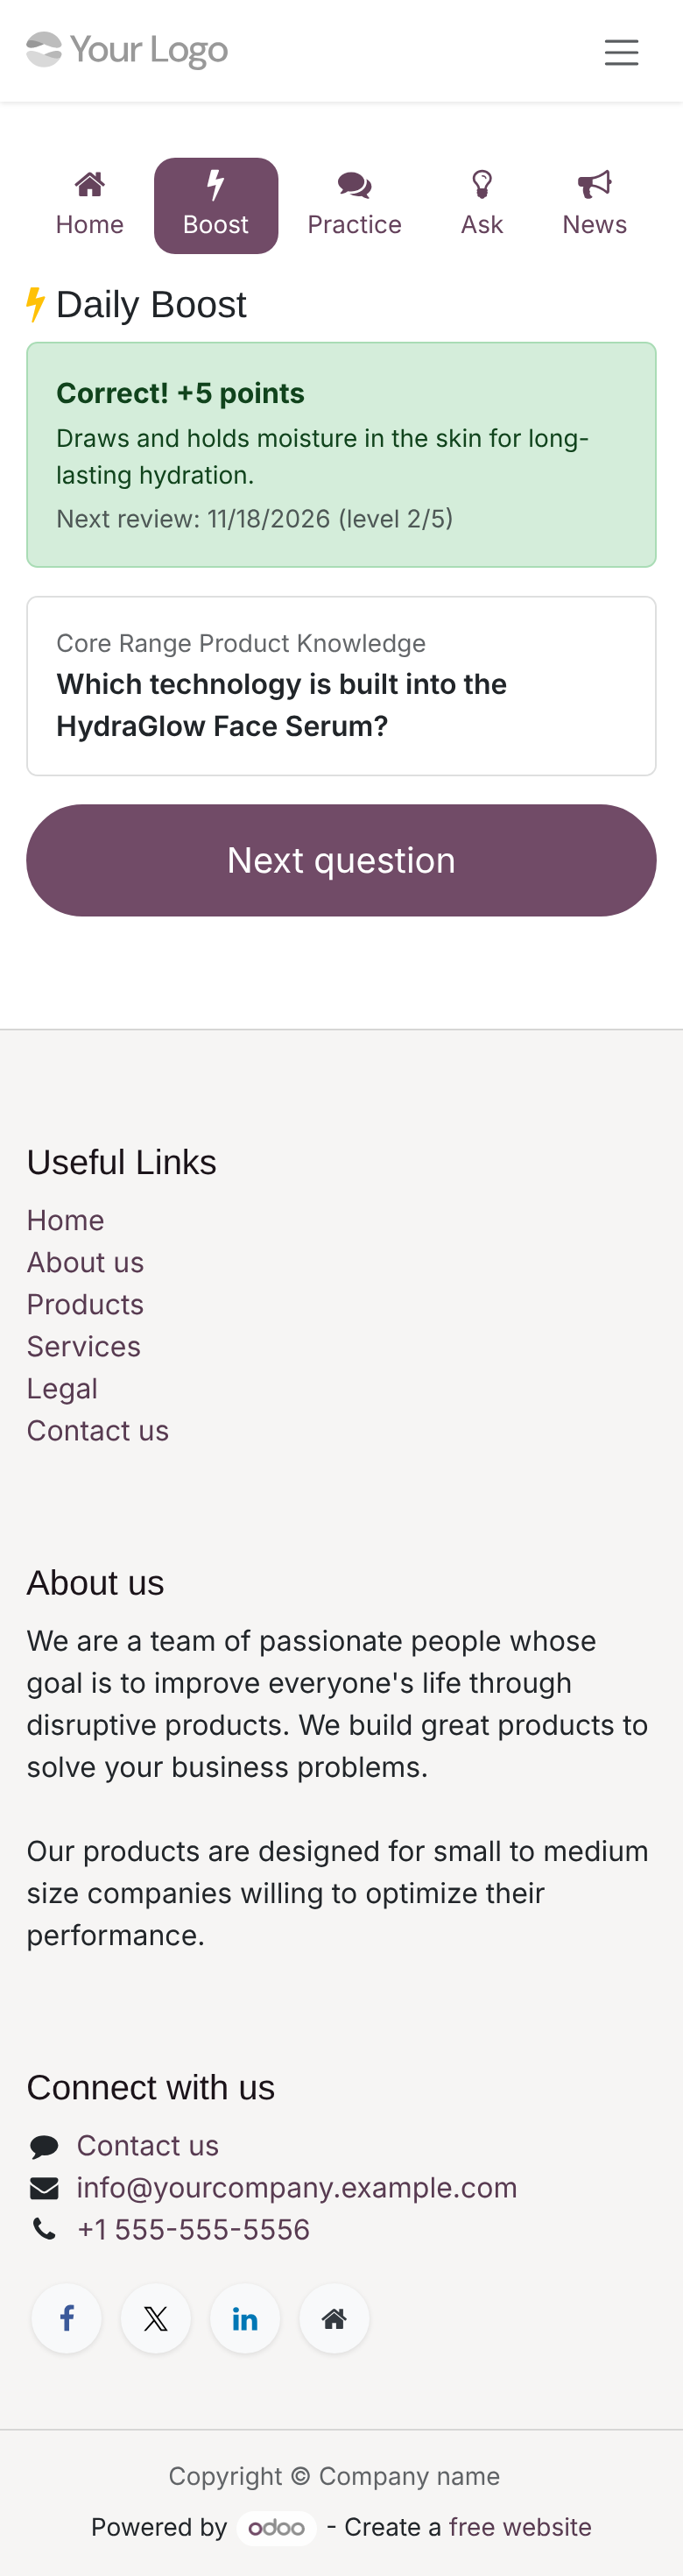 Your Logo
Home
Boost
Practice
Ask
News
Daily Boost
Correct! +5 points
Draws and holds moisture in the skin for long-
lasting hydration.
Next review: 11/18/2026 (level 2/5)
Core Range Product Knowledge
Which technology is built into the
HydraGlow Face Serum?
Next question
Useful Links
Home
About us
Products
Services
Legal
Contact us
About us
We are a team of passionate people whose
goal is to improve everyone's life through
disruptive products. We build great products to
solve your business problems.
Our products are designed for small to medium
size companies willing to optimize their
performance.
Connect with us
Contact us
info@yourcompany.example.com
+1 555-555-5556
Copyright © Company name
Powered by odoo - Create a free website